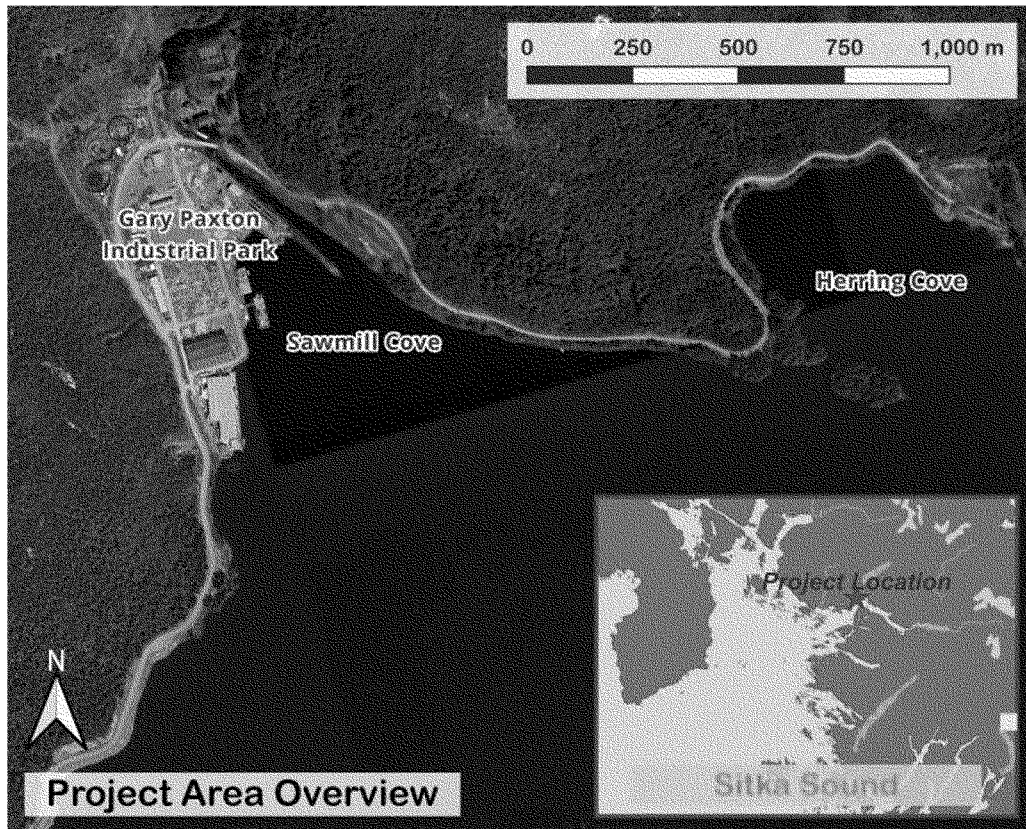 0 250 500 750 1,000 m
Gary Paxton
Industrial Park
Herring Cove
Sawmill Cove
Project Location
N
Project Area Overview
Sitka Sound